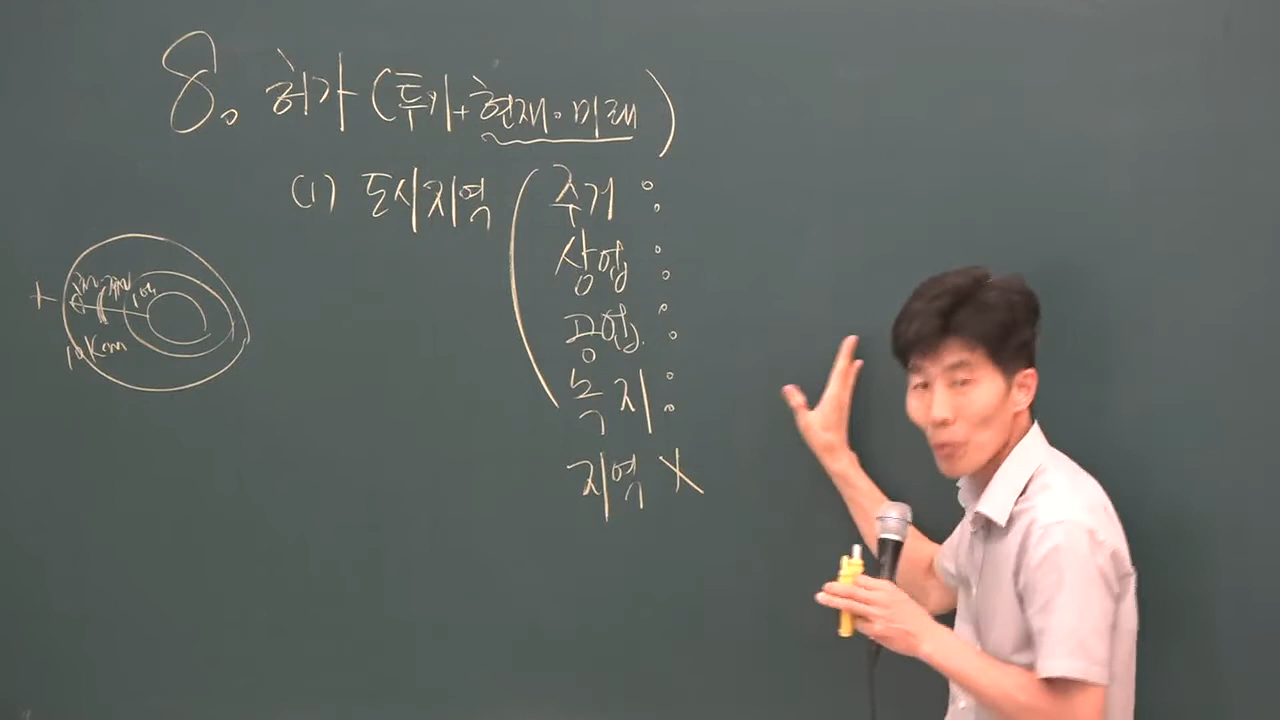 8. 허가 (투기+현재·미래)
(1) 도시지역 ( 주거 :
상업 :
공업 :
녹지 :
지역 X
10km